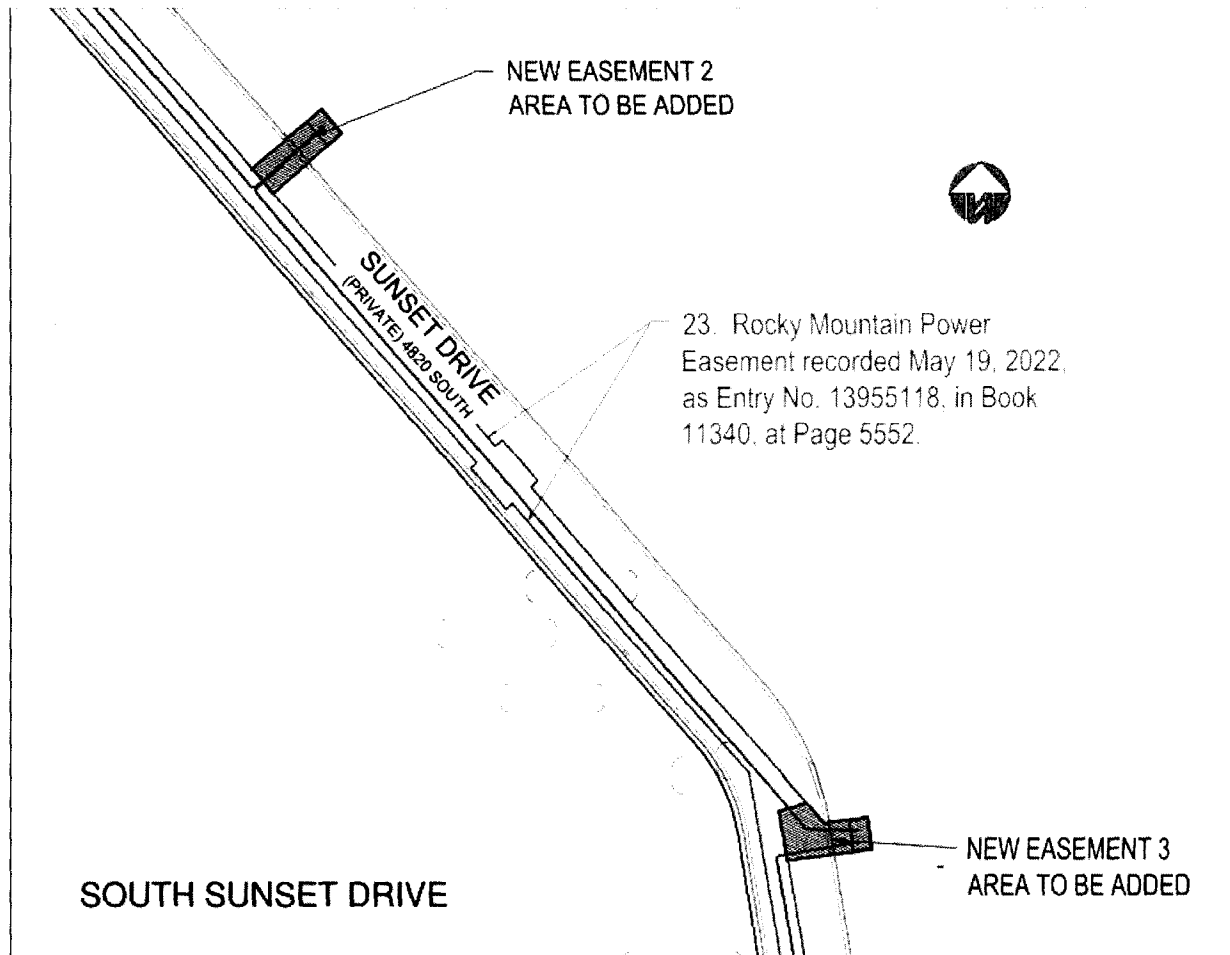 NEW EASEMENT 2
AREA TO BE ADDED
SUNSET DRIVE
(PRIVATE) 4820 SOUTH
23. Rocky Mountain Power
Easement recorded May 19, 2022,
as Entry No. 13955118, in Book
11340, at Page 5552.
NEW EASEMENT 3
AREA TO BE ADDED
SOUTH SUNSET DRIVE